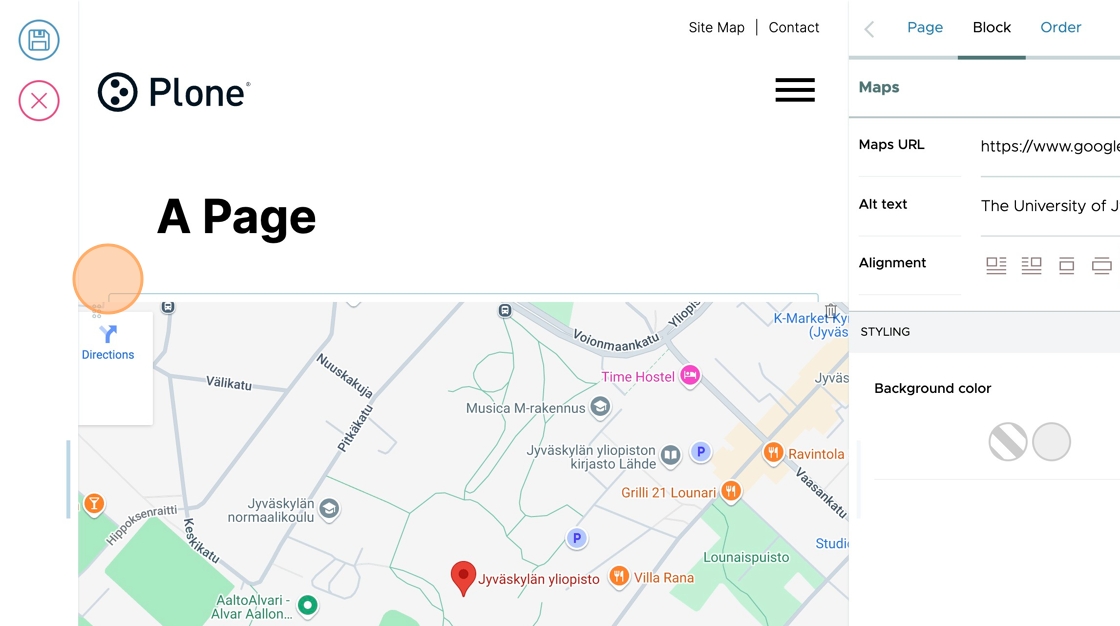 Site Map
Contact
Page
Block
Order
Plone
Maps
Maps URL
https://www.google
Alt text
The University of J
Alignment
STYLING
Background color
A Page
Directions
Välikatu
Nuuskakuja
Pitkäkatu
Voionmaankatu
Yliopis
K-Market Ky
(Jyväs
Time Hostel
Jyväs
Musica M-rakennus
Jyväskylän yliopiston
kirjasto Lähde
P
Ravintola
Vaasankatu
Grilli 21 Lounari
Hippoksenraitti
Keskikatu
Jyväskylän
normaalikoulu
P
Studi
Lounaispuisto
Jyväskylän yliopisto
Villa Rana
AaltoAlvari -
Alvar Aallon...